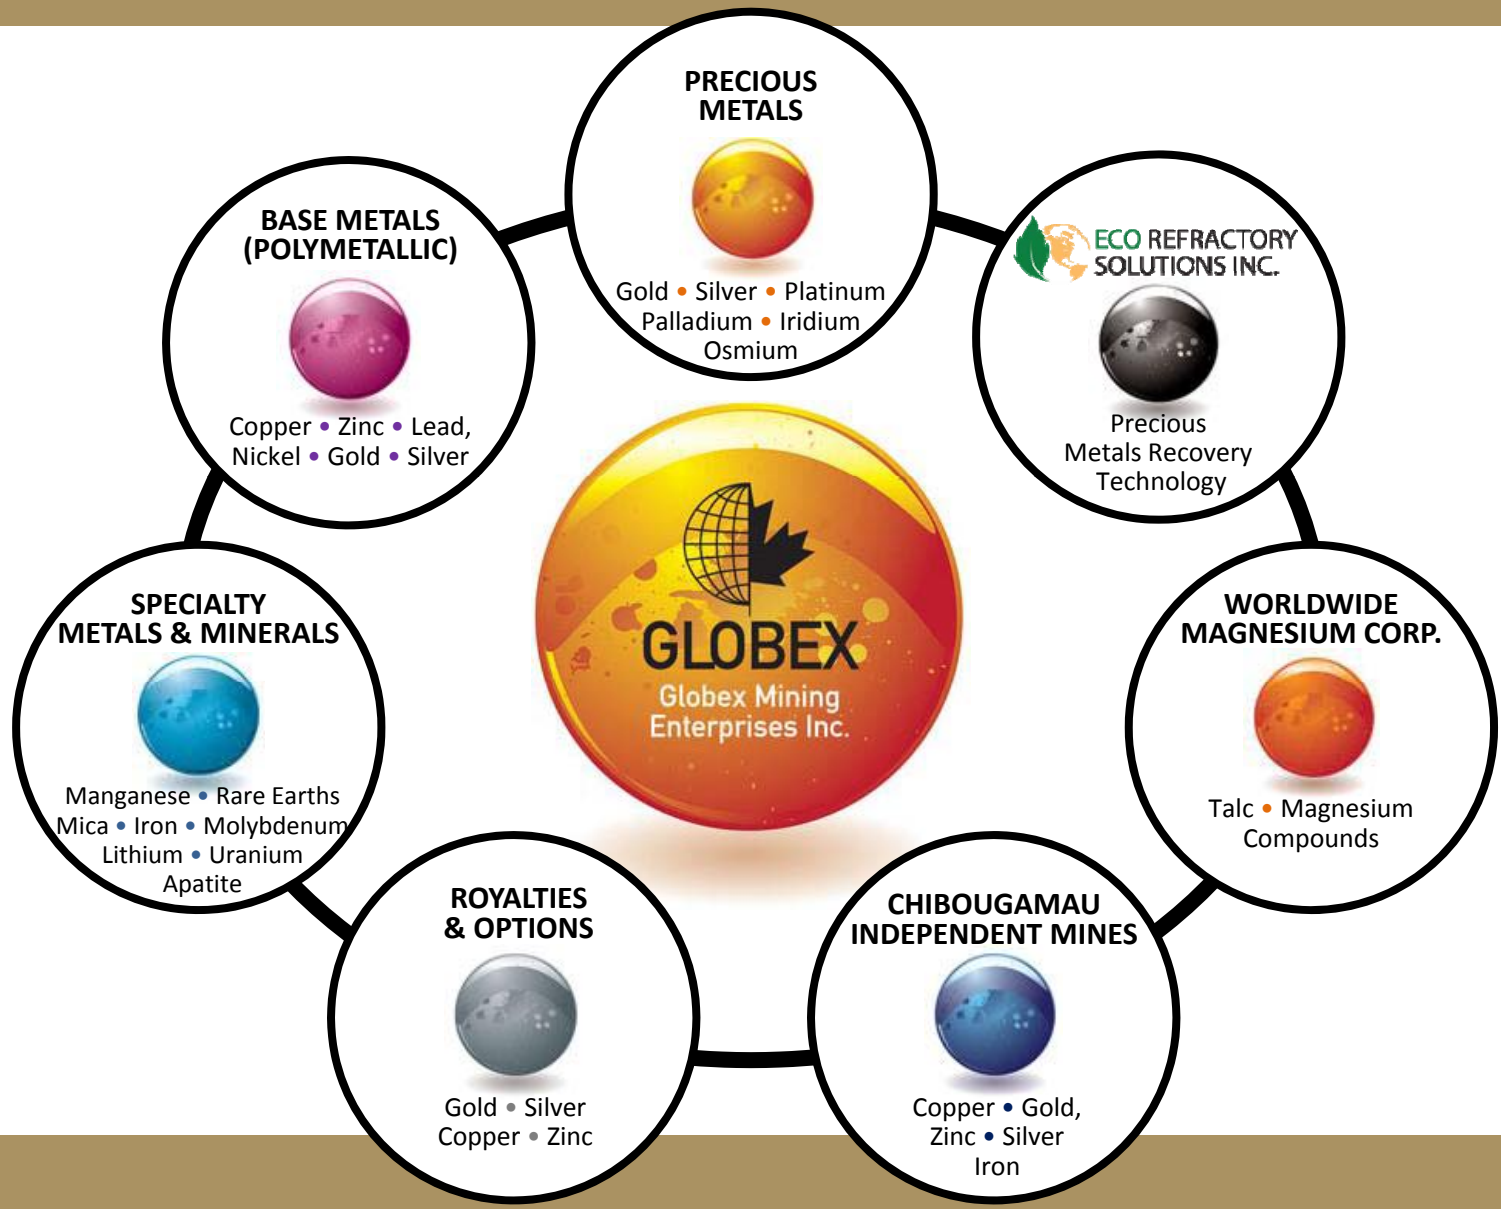 PRECIOUS
METALS
Gold • Silver • Platinum
Palladium • Iridium
Osmium
BASE METALS
(POLYMETALLIC)
Copper • Zinc • Lead,
Nickel • Gold • Silver
ECO REFRACTORY
SOLUTIONS INC.
Precious
Metals Recovery
Technology
GLOBEX
Globex Mining
Enterprises Inc.
SPECIALTY
METALS & MINERALS
Manganese • Rare Earths
Mica • Iron • Molybdenum
Lithium • Uranium
Apatite
WORLDWIDE
MAGNESIUM CORP.
Talc • Magnesium
Compounds
ROYALTIES
& OPTIONS
Gold • Silver
Copper • Zinc
CHIBOUGAMAU
INDEPENDENT MINES
Copper • Gold,
Zinc • Silver
Iron